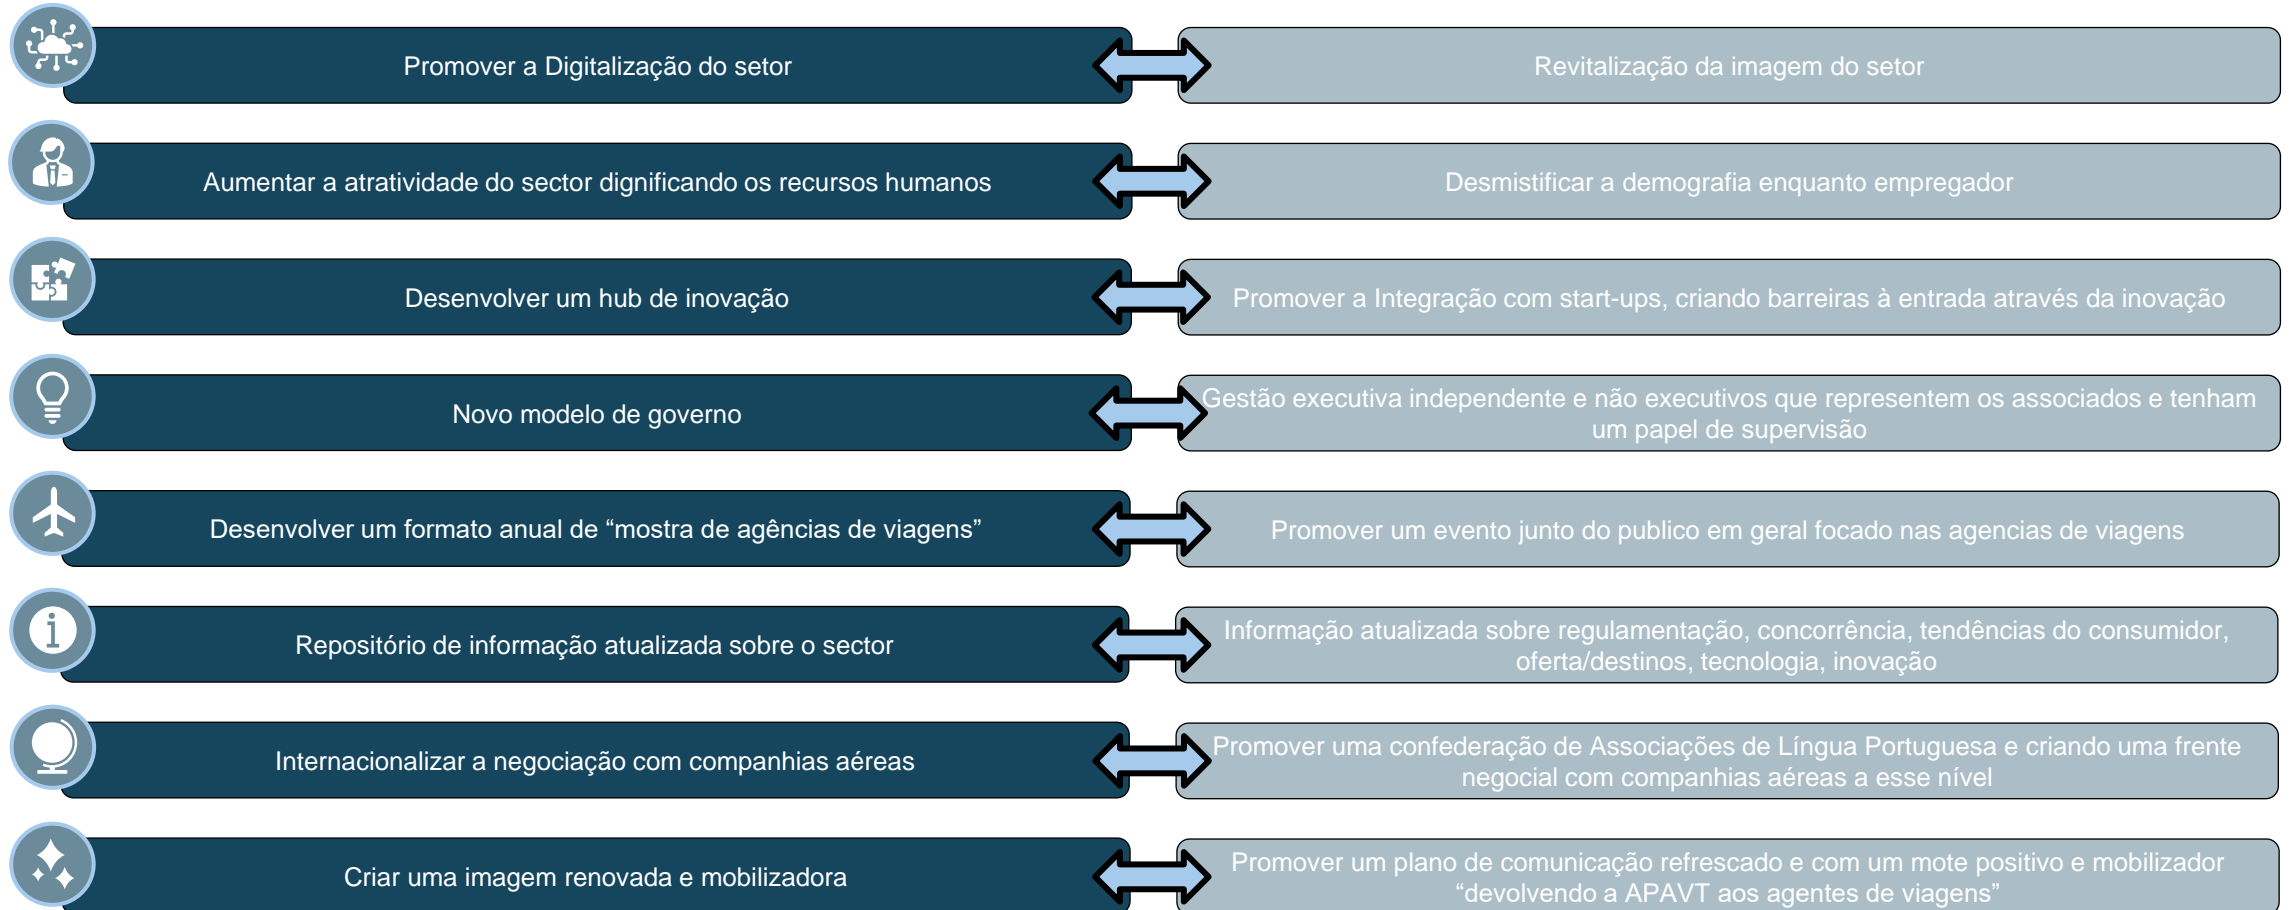 Promover a Digitalização do setor
Revitalização da imagem do setor
Aumentar a atratividade do sector dignificando os recursos humanos
Desmistificar a demografia enquanto empregador
Desenvolver um hub de inovação
Promover a Integração com start-ups, criando barreiras à entrada através da inovação
Novo modelo de governo
Gestão executiva independente e não executivos que representem os associados e tenham
um papel de supervisão
Desenvolver um formato anual de “mostra de agências de viagens”
Promover um evento junto do publico em geral focado nas agencias de viagens
Repositório de informação atualizada sobre o sector
Informação atualizada sobre regulamentação, concorrência, tendências do consumidor,
oferta/destinos, tecnologia, inovação
Internacionalizar a negociação com companhias aéreas
Promover uma confederação de Associações de Língua Portuguesa e criando uma frente
negocial com companhias aéreas a esse nível
Criar uma imagem renovada e mobilizadora
Promover um plano de comunicação refrescado e com um mote positivo e mobilizador
“devolvendo a APAVT aos agentes de viagens”